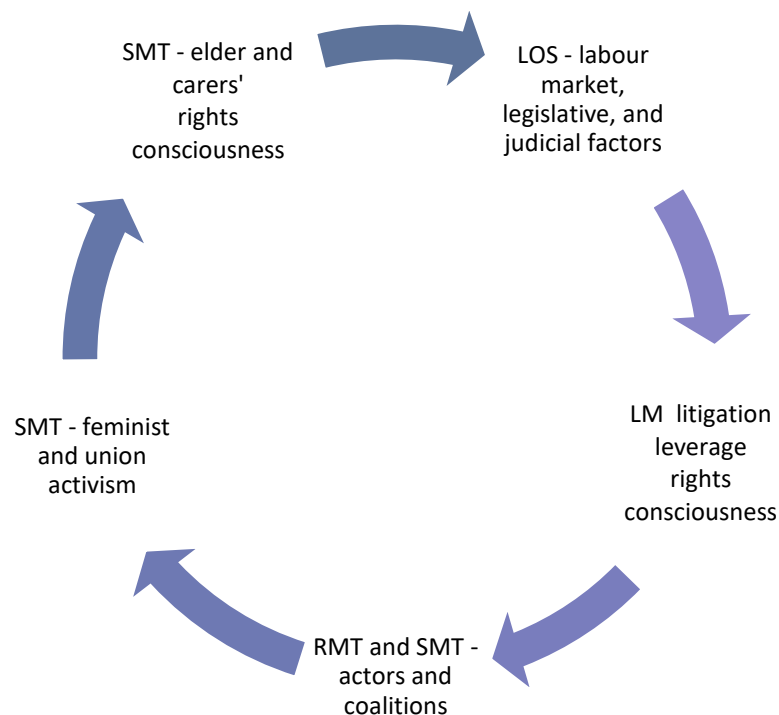 SMT - elder and
carers'
rights
consciousness
LOS - labour
market,
legislative, and
judicial factors
LM  litigation
leverage
rights
consciousness
RMT and SMT -
actors and
coalitions
SMT - feminist
and union
activism